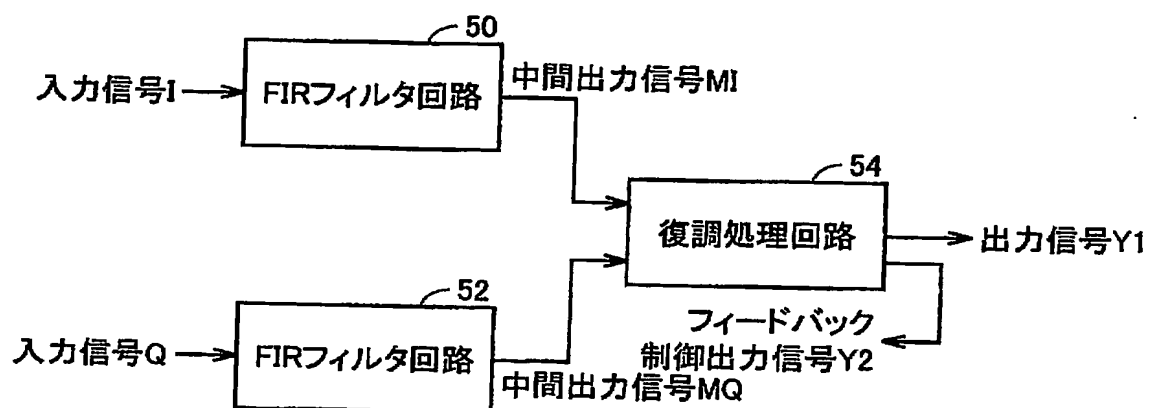 50
入力信号I
FIRフィルタ回路
中間出力信号MI
54
復調処理回路
出力信号Y1
52
入力信号Q
FIRフィルタ回路
中間出力信号MQ
フィードバック
制御出力信号Y2